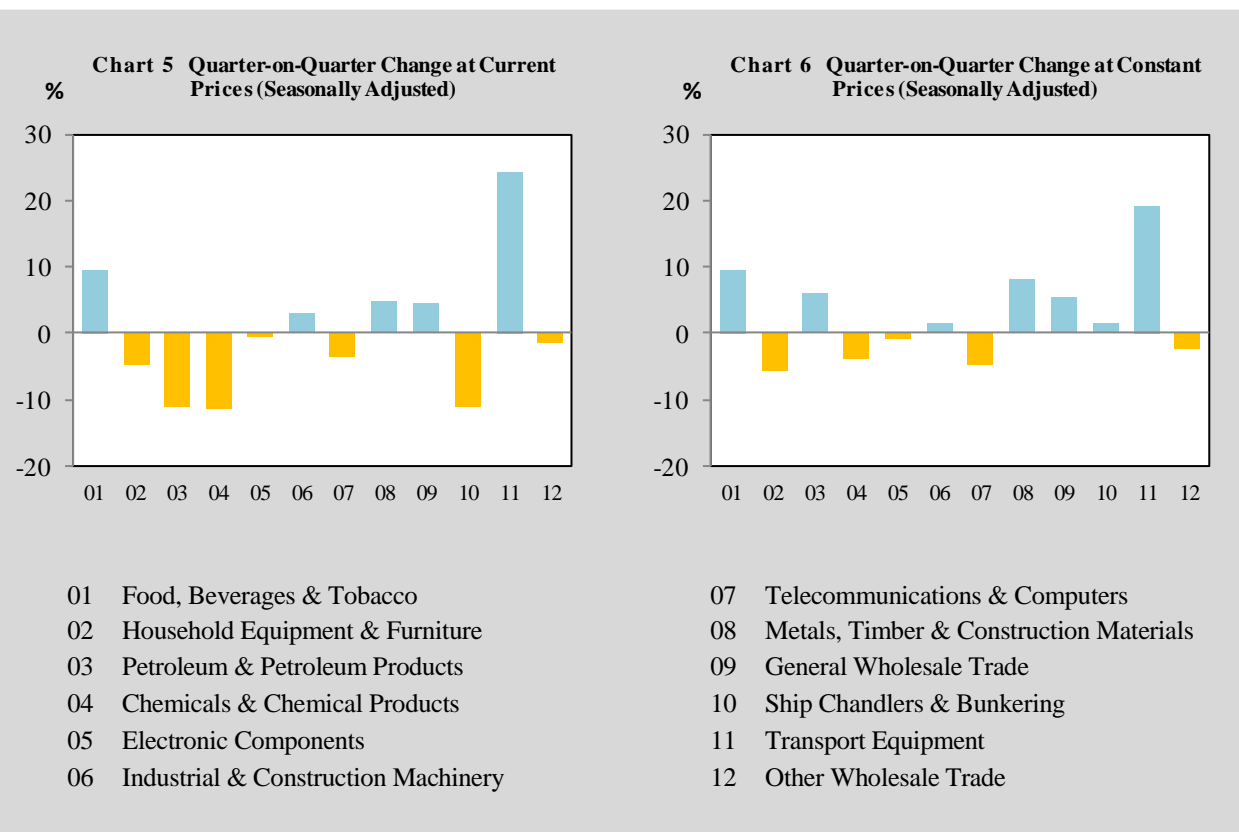 Chart 5 Quarter-on-Quarter Change at Current
Prices (Seasonally Adjusted)
%
30
20
10
0
-10
-20
01 02 03 04 05 06 07 08 09 10 11 12
Chart 6 Quarter-on-Quarter Change at Constant
Prices (Seasonally Adjusted)
%
30
20
10
0
-10
-20
01 02 03 04 05 06 07 08 09 10 11 12
01 Food, Beverages & Tobacco
02 Household Equipment & Furniture
03 Petroleum & Petroleum Products
04 Chemicals & Chemical Products
05 Electronic Components
06 Industrial & Construction Machinery
07 Telecommunications & Computers
08 Metals, Timber & Construction Materials
09 General Wholesale Trade
10 Ship Chandlers & Bunkering
11 Transport Equipment
12 Other Wholesale Trade